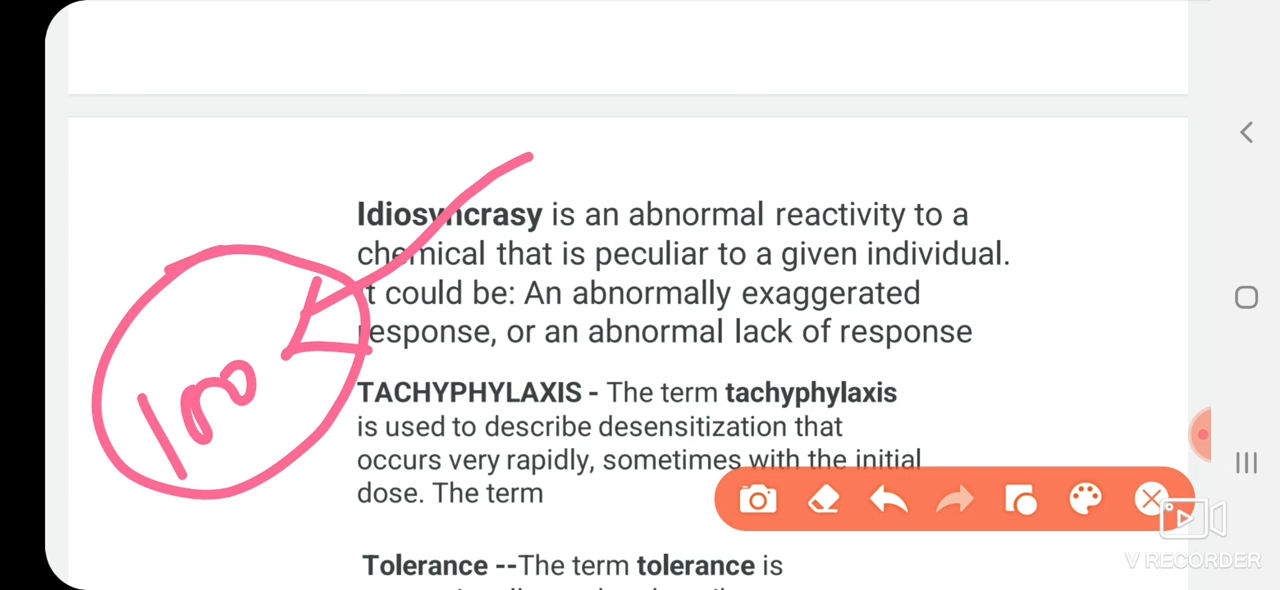 Idiosyncrasy is an abnormal reactivity to a
chemical that is peculiar to a given individual.
It could be: An abnormally exaggerated
response, or an abnormal lack of response
100
TACHYPHYLAXIS - The term tachyphylaxis
is used to describe desensitization that
occurs very rapidly, sometimes with the initial
dose. The term
Tolerance --The term tolerance is
V RECORDER